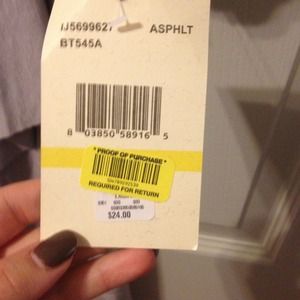 IJ5699627 ASPHLT
BT545A
8 03850 58916 5
* PROOF OF PURCHASE *
REQUIRED FOR RETURN
$24.00